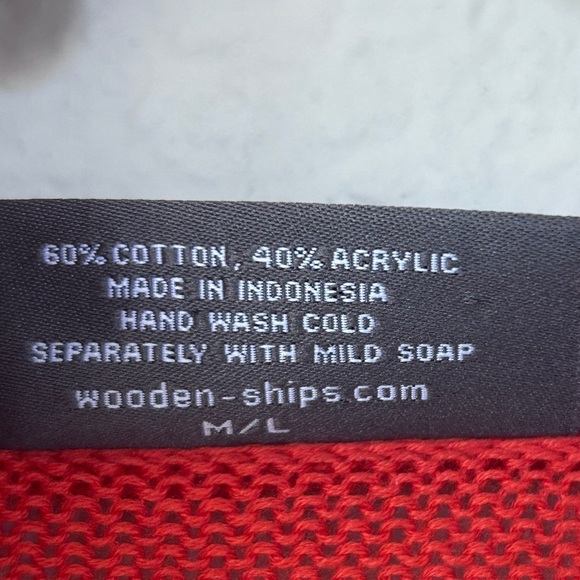 60% COTTON, 40% ACRYLIC
MADE IN INDONESIA
HAND WASH COLD
SEPARATELY WITH MILD SOAP
wooden-ships.com
M/L